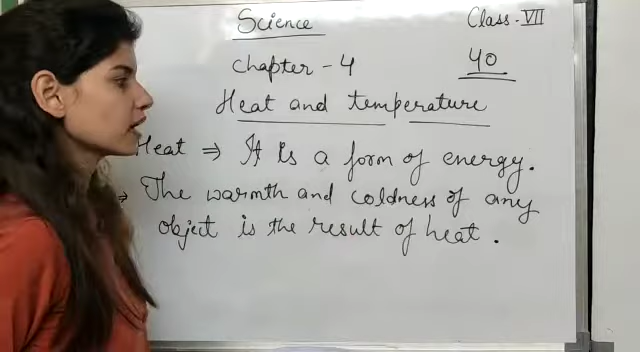 Science
Class-VII
Chapter-4
40
Heat and temperature
Heat ⇒ It is a form of energy.
The warmth and coldness of any
object is the result of heat.